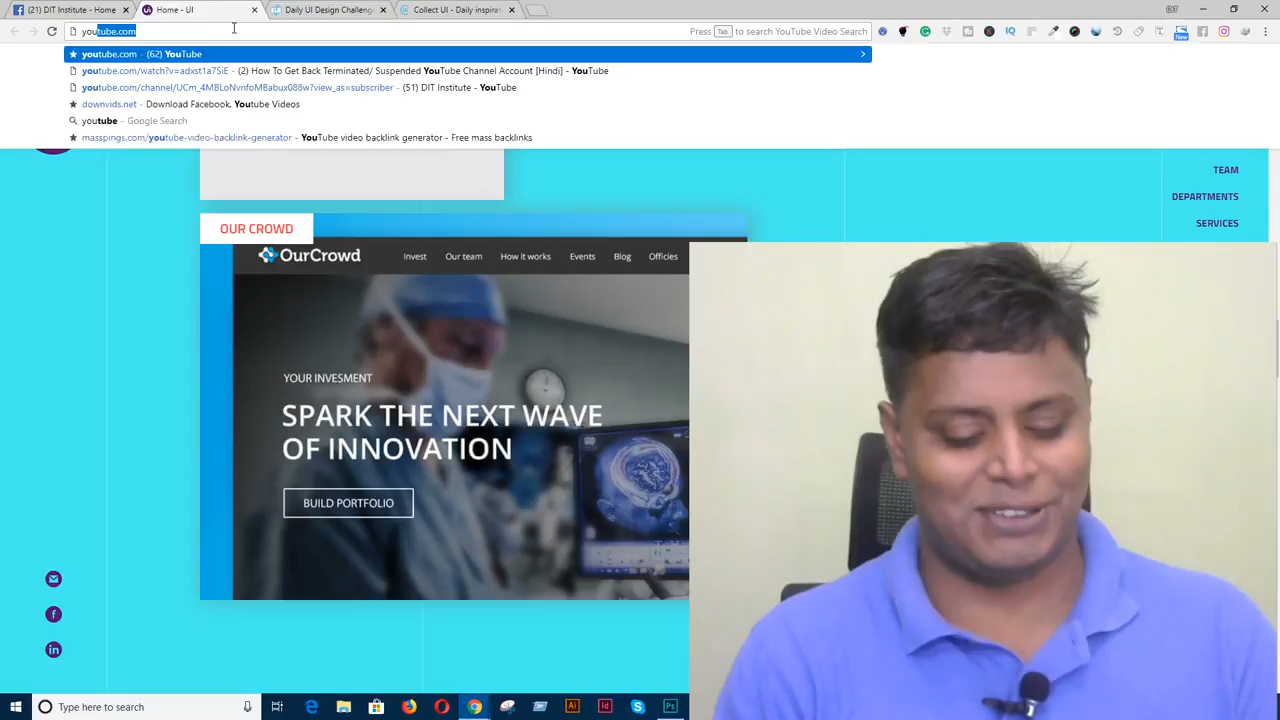 (21) DIT Institute - Home
Home - UI
Daily UI Design Challeng
Collect UI - Daily inspirat
youtube.com
Press Tab to search YouTube Video Search
youtube.com - (62) YouTube
youtube.com/watch?v=adxst1a7SiE - (2) How To Get Back Terminated/ Suspended YouTube Channel Account [Hindi] - YouTube
youtube.com/channel/UCm_4MBLoNvnfoMBabux088w?view_as=subscriber - (51) DIT Institute - YouTube
downvids.net - Download Facebook, Youtube Videos
youtube - Google Search
masspings.com/youtube-video-backlink-generator - YouTube video backlink generator - Free mass backlinks
TEAM
DEPARTMENTS
SERVICES
OUR CROWD
OurCrowd
Invest
Our team
How it works
Events
Blog
Officies
YOUR INVESMENT
SPARK THE NEXT WAVE
OF INNOVATION
BUILD PORTFOLIO
Type here to search